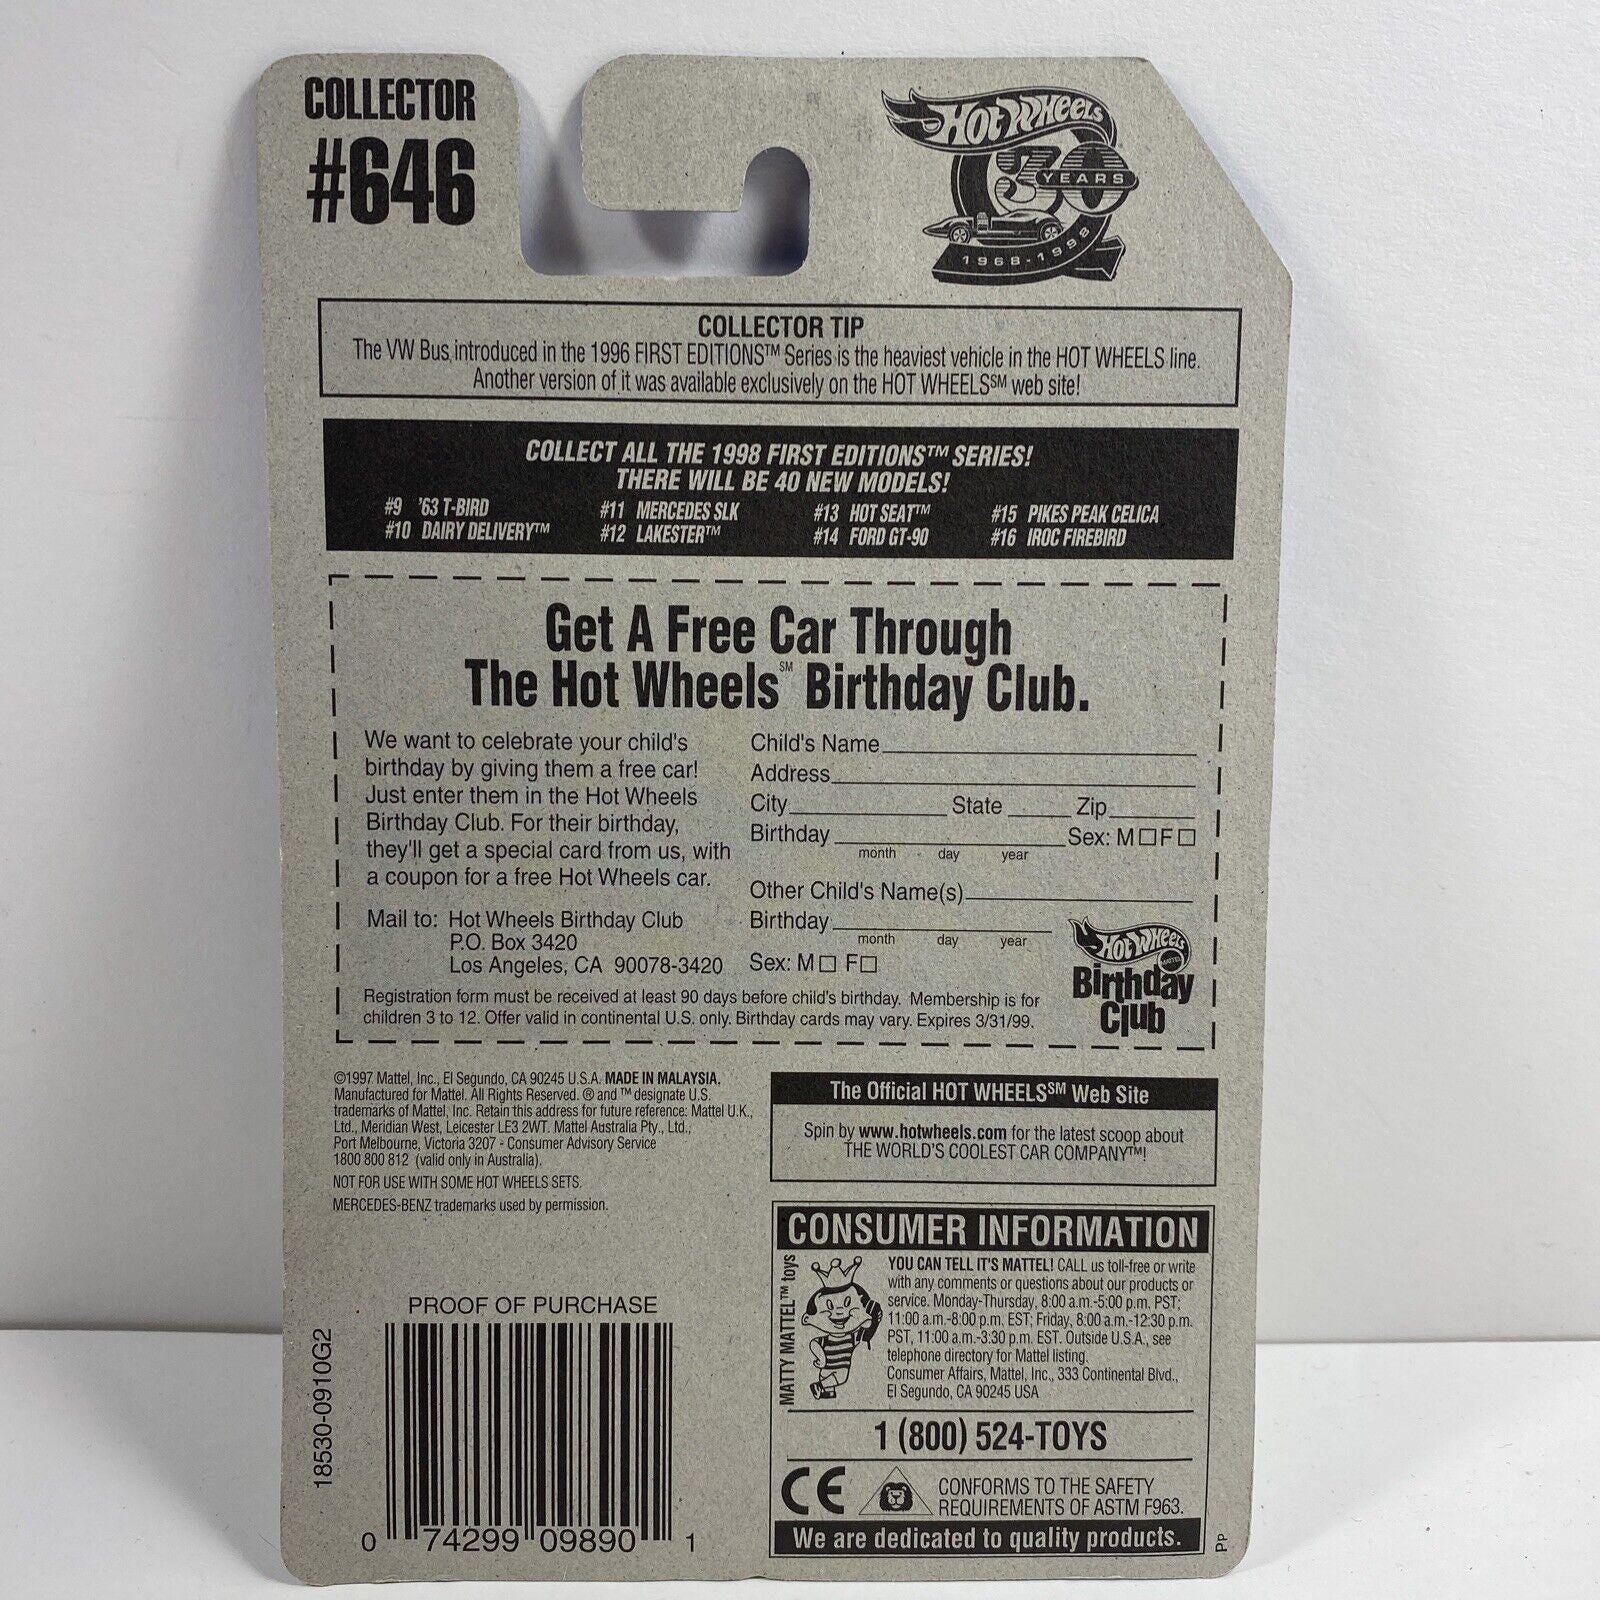 COLLECTOR
#646
HOT WHEELS
30
YEARS
1968-1998
COLLECTOR TIP
The VW Bus, introduced in the 1996 FIRST EDITIONS™ Series is the heaviest vehicle in the HOT WHEELS line.
Another version of it was available exclusively on the HOT WHEELS℠ web site!
COLLECT ALL THE 1998 FIRST EDITIONS™ SERIES!
THERE WILL BE 40 NEW MODELS!
#9 '63 T-BIRD
#10 DAIRY DELIVERY™
#11 MERCEDES SLK
#12 LAKESTER™
#13 HOT SEAT™
#14 FORD GT-90
#15 PIKES PEAK CELICA
#16 IROC FIREBIRD
Get A Free Car Through
The Hot Wheels℠ Birthday Club.
We want to celebrate your child's
birthday by giving them a free car!
Just enter them in the Hot Wheels
Birthday Club. For their birthday,
they'll get a special card from us, with
a coupon for a free Hot Wheels car.
Mail to: Hot Wheels Birthday Club
P.O. Box 3420
Los Angeles, CA 90078-3420
Child's Name
Address
City State Zip
Birthday Sex: M☐ F☐
month day year
Other Child's Name(s)
Birthday
month day year
Sex: M☐ F☐
HOT WHEELS
MATTEL
Birthday
Club
Registration form must be received at least 90 days before child's birthday. Membership is for
children 3 to 12. Offer valid in continental U.S. only. Birthday cards may vary. Expires 3/31/99.
©1997 Mattel, Inc., El Segundo, CA 90245 U.S.A. MADE IN MALAYSIA.
Manufactured for Mattel. All Rights Reserved. ® and ™ designate U.S.
trademarks of Mattel, Inc. Retain this address for future reference: Mattel U.K.,
Ltd., Meridian West, Leicester LE3 2WT. Mattel Australia Pty., Ltd.,
Port Melbourne, Victoria 3207 - Consumer Advisory Service
1800 800 812 (valid only in Australia).
NOT FOR USE WITH SOME HOT WHEELS SETS.
MERCEDES-BENZ trademarks used by permission.
The Official HOT WHEELS℠ Web Site
Spin by www.hotwheels.com for the latest scoop about
THE WORLD'S COOLEST CAR COMPANY™!
CONSUMER INFORMATION
MATTY MATTEL™ toys
YOU CAN TELL IT'S MATTEL! CALL us toll-free or write
with any comments or questions about our products or
service. Monday-Thursday, 8:00 a.m.-5:00 p.m. PST;
11:00 a.m.-8:00 p.m. EST; Friday, 8:00 a.m.-12:30 p.m.
PST, 11:00 a.m.-3:30 p.m. EST. Outside U.S.A., see
telephone directory for Mattel listing.
Consumer Affairs, Mattel, Inc., 333 Continental Blvd.,
El Segundo, CA 90245 USA
1 (800) 524-TOYS
CE
CONFORMS TO THE SAFETY
REQUIREMENTS OF ASTM F963.
We are dedicated to quality products.
Pp
PROOF OF PURCHASE
0 74299 09890 1
18530-0910G2